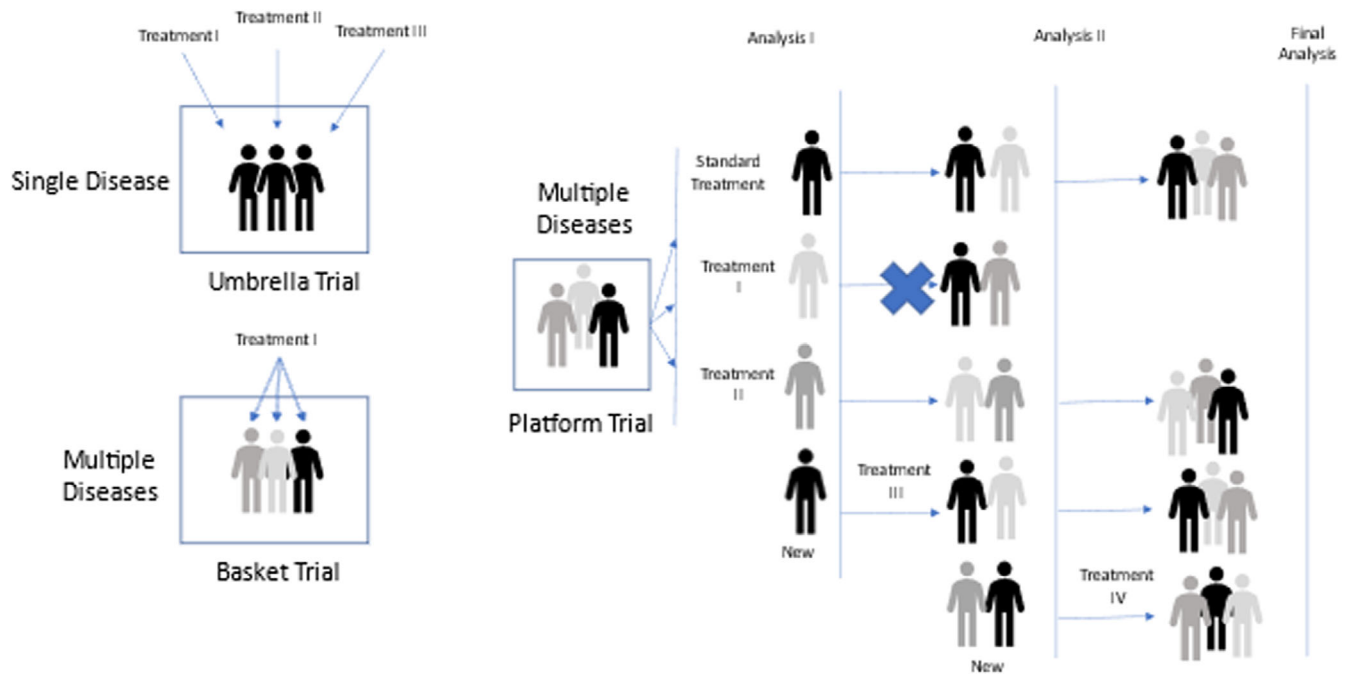 Treatment I
Treatment II
Treatment III
Single Disease
Umbrella Trial
Treatment I
Multiple
Diseases
Basket Trial
Multiple
Diseases
Platform Trial
Analysis I
Analysis II
Final
Analysis
Standard
Treatment
Treatment
I
Treatment
II
New
Treatment
III
New
Treatment
IV